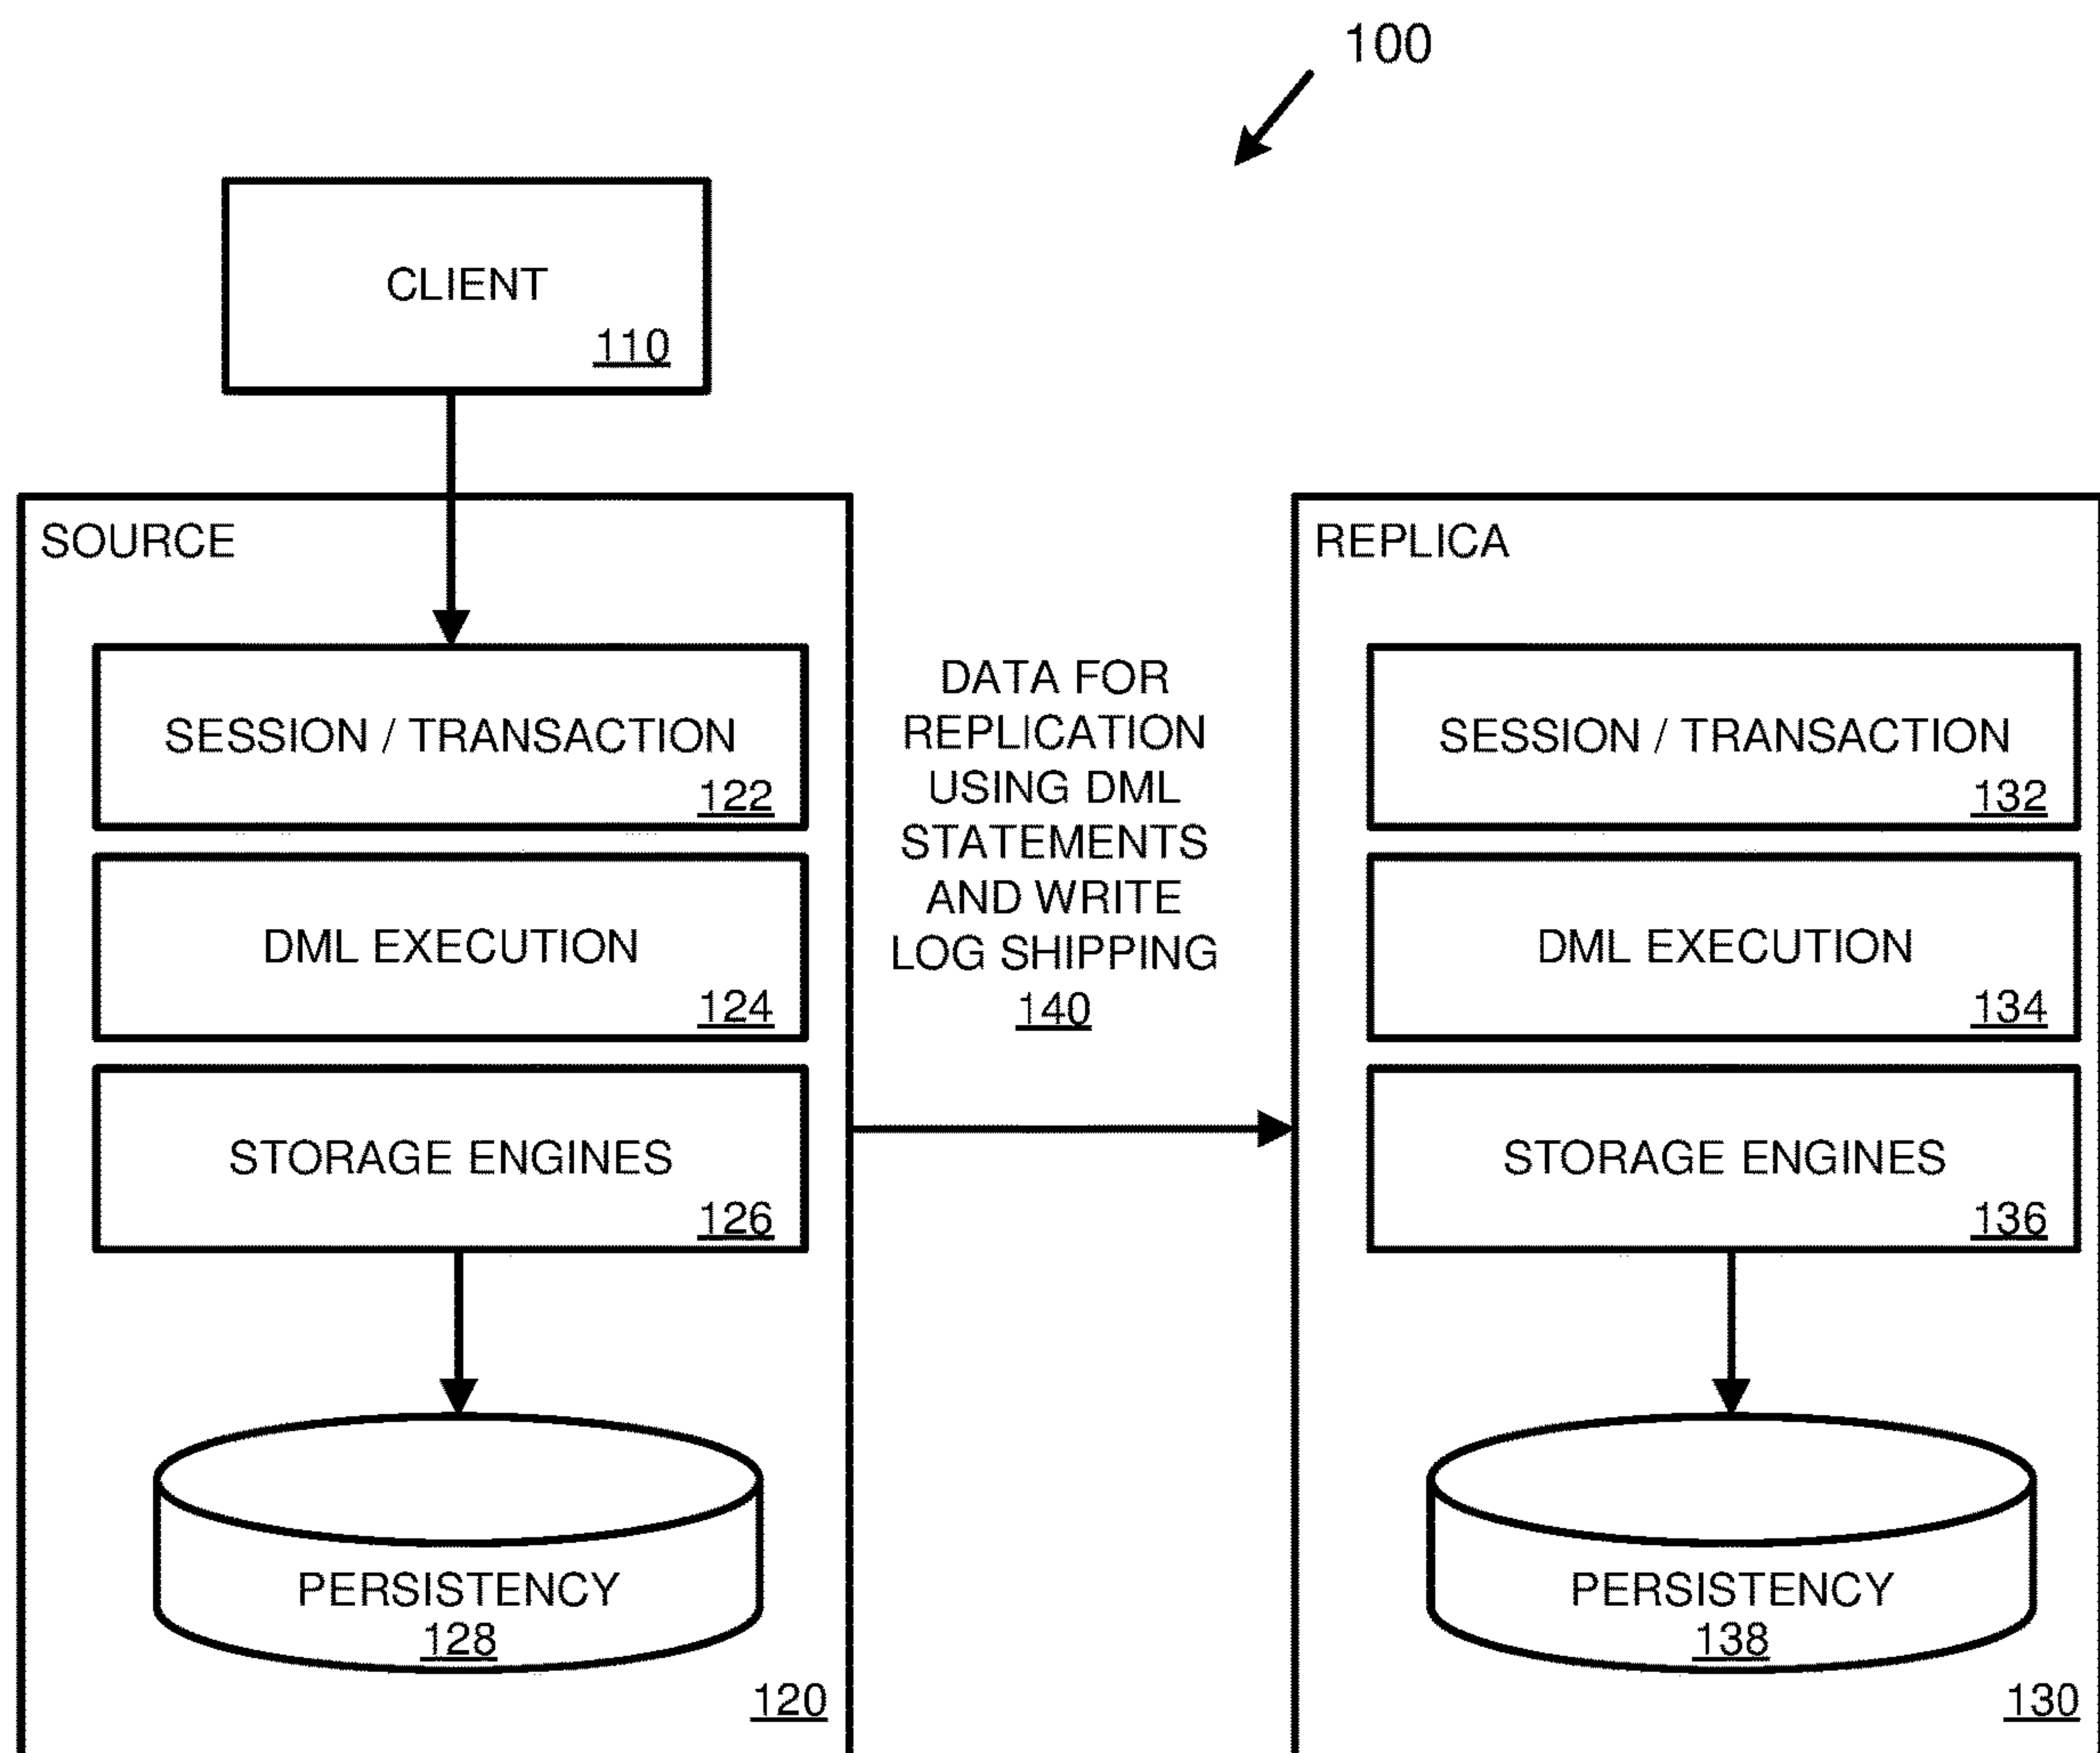 100
CLIENT
110
SOURCE
SESSION / TRANSACTION
122
DML EXECUTION
124
STORAGE ENGINES
126
PERSISTENCY
128
120
DATA FOR
REPLICATION
USING DML
STATEMENTS
AND WRITE
LOG SHIPPING
140
REPLICA
SESSION / TRANSACTION
132
DML EXECUTION
134
STORAGE ENGINES
136
PERSISTENCY
138
130